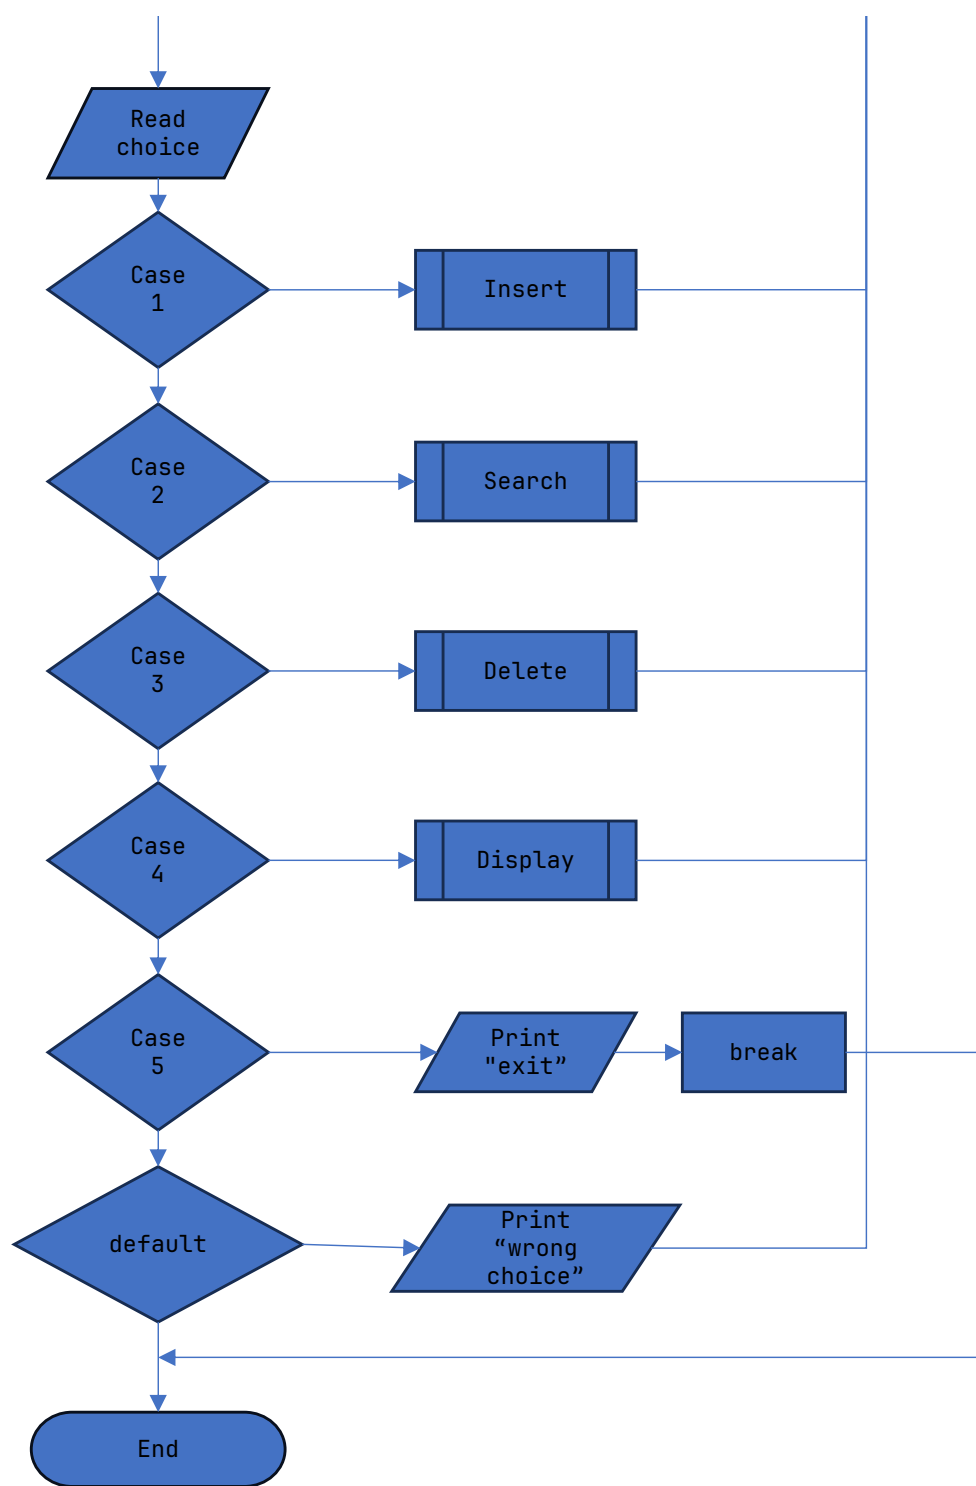 Read
choice
Case
1
Insert
Case
2
Search
Case
3
Delete
Case
4
Display
Case
5
Print
"exit”
break
default
Print
“wrong
choice”
End